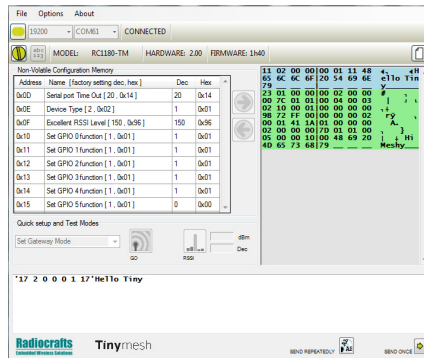 File Options About
19200 COM61 CONNECTED
abc 123 MODEL: RC1180-TM HARDWARE: 2.00 FIRMWARE: 1h40
Non-Volatile Configuration Memory
Address Name [factory setting dec, hex] Dec Hex
0x0D Serial port Time Out [ 20 , 0x14 ] 20 0x14
0x0E Device Type [ 2 , 0x02 ] 1 0x01
0x0F Excellent RSSI Level [ 150 , 0x96 ] 150 0x96
0x10 Set GPIO 0 function [ 1 , 0x01 ] 1 0x01
0x11 Set GPIO 1 function [ 1 , 0x01 ] 1 0x01
0x12 Set GPIO 2 function [ 1 , 0x01 ] 1 0x01
0x13 Set GPIO 3 function [ 1 , 0x01 ] 1 0x01
0x14 Set GPIO 4 function [ 1 , 0x01 ] 1 0x01
0x15 Set GPIO 5 function [ 1 , 0x01 ] 0 0x00
11 02 00 00 00 01 11 48 H
65 6C 6C 6F 20 54 69 6E ello Tin
79 y
23 01 00 00 00 02 00 00 #
00 7C 01 01 00 04 00 03 |
02 10 00 01 00 00 00 00
98 72 FF 00 00 00 00 02 rÿ
00 01 41 1A 01 00 00 00 A.
02 00 00 00 7D 01 01 00 }
05 00 00 10 00 48 69 20 Hi
4D 65 73 68 79 Meshy
Quick setup and Test Modes
Set Gateway Mode
GO
RSSI
dBm
Dec
'17 2 0 0 0 1 17'Hello Tiny
Radiocrafts
Embedded Wireless Solutions
Tinymesh
SEND REPEATEDLY
SEND ONCE